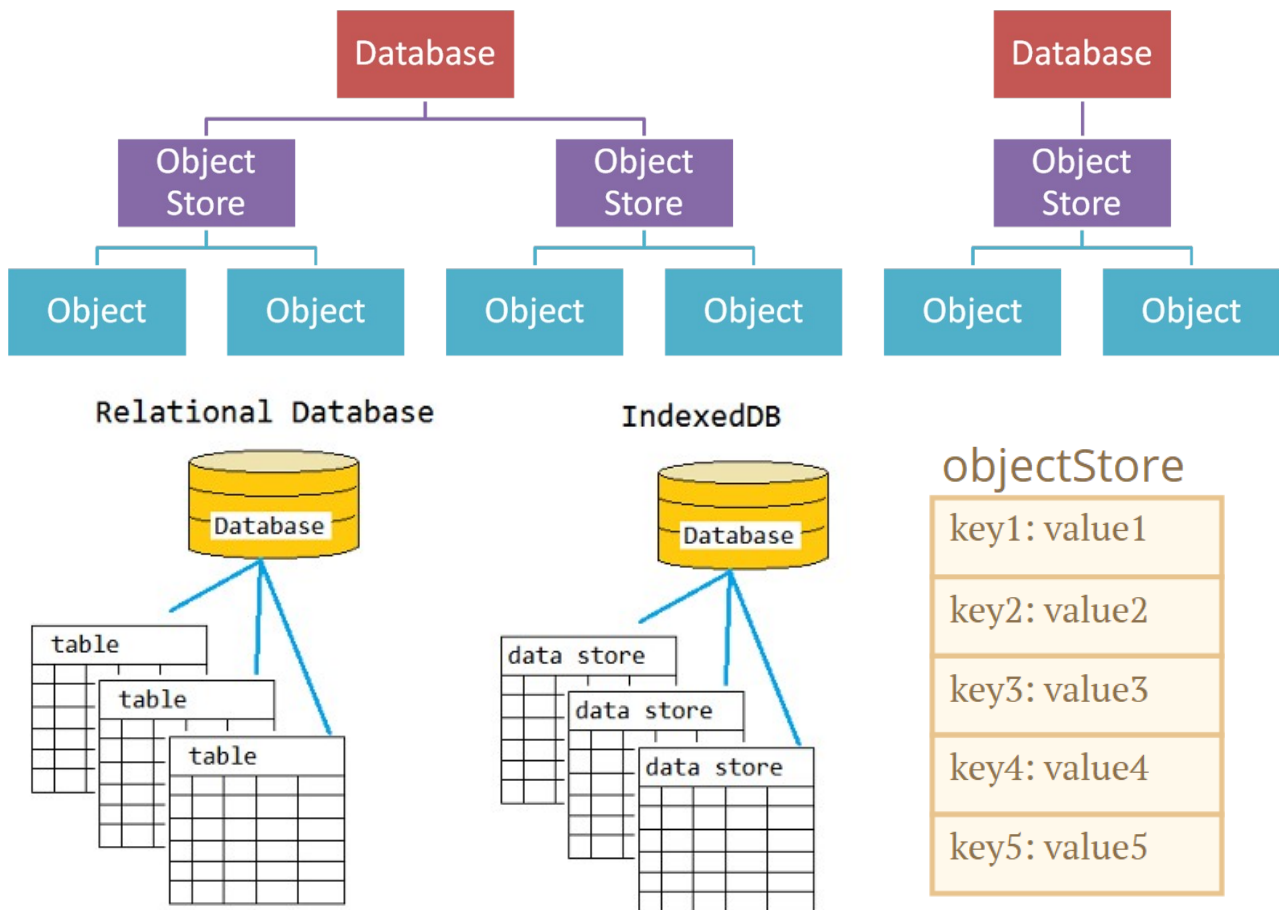 Database
Database
Object
Store
Object
Store
Object
Store
Object
Object
Object
Object
Object
Object
Relational Database
Database
table
table
table
IndexedDB
Database
data store
data store
data store
objectStore
key1: value1
key2: value2
key3: value3
key4: value4
key5: value5